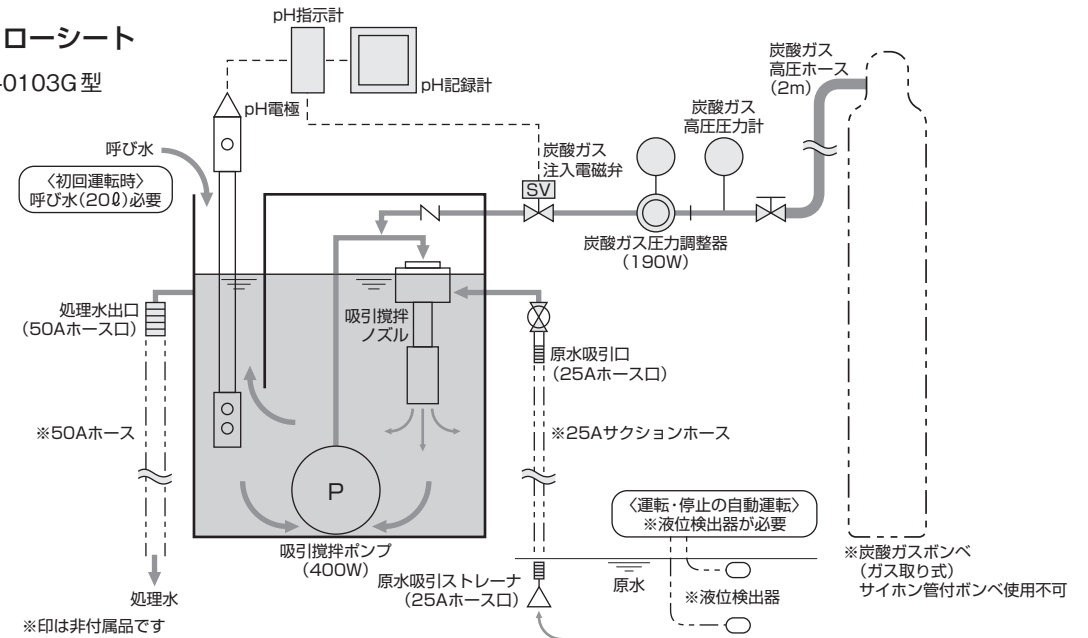 ローシート
0103G型
pH指示計
pH記録計
pH電極
呼び水
〈初回運転時〉
呼び水(20ℓ)必要
炭酸ガス
高圧ホース
(2m)
炭酸ガス
高圧圧力計
炭酸ガス
注入電磁弁
SV
炭酸ガス圧力調整器
(190W)
処理水出口
(50Aホース口)
吸引撹拌
ノズル
原水吸引口
(25Aホース口)
※50Aホース
※25Aサクションホース
P
〈運転・停止の自動運転〉
※液位検出器が必要
吸引撹拌ポンプ
(400W)
原水吸引ストレーナ
(25Aホース口)
原水
※液位検出器
※炭酸ガスボンベ
(ガス取り式)
サイホン管付ボンベ使用不可
処理水
※印は非付属品です